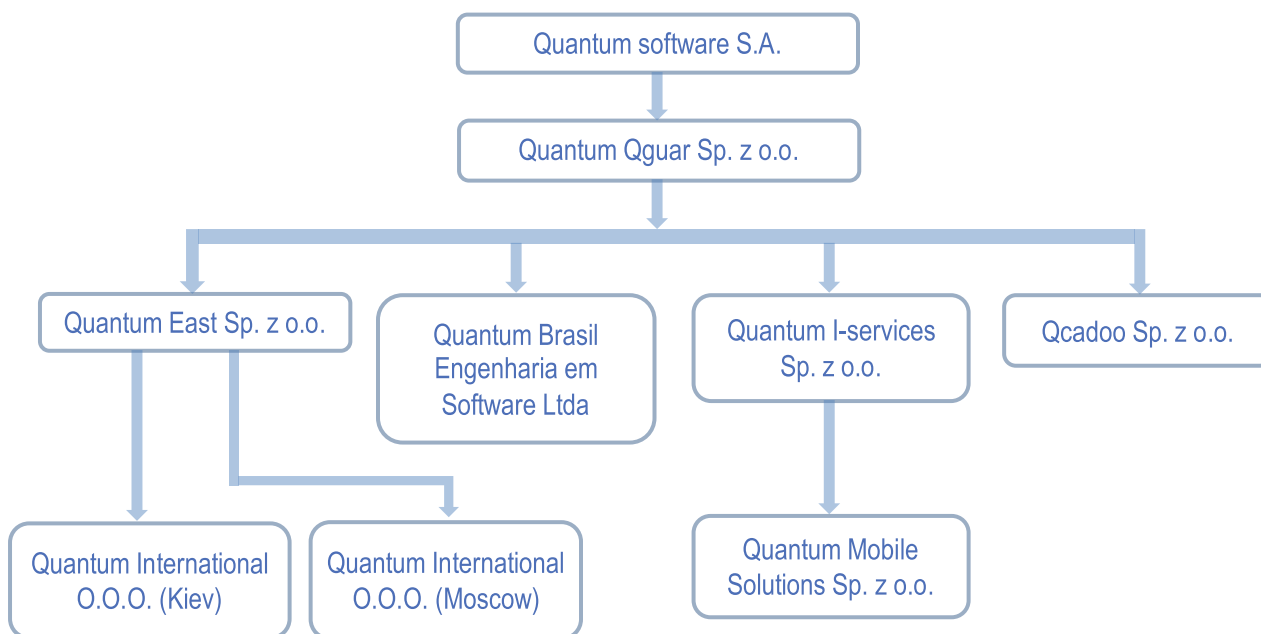 Quantum software S.A.
Quantum Qguar Sp. z o.o.
Quantum East Sp. z o.o.
Quantum Brasil
Engenharia em
Software Ltda
Quantum I-services
Sp. z o.o.
Qcadoo Sp. z o.o.
Quantum International
O.O.O. (Kiev)
Quantum International
O.O.O. (Moscow)
Quantum Mobile
Solutions Sp. z o.o.